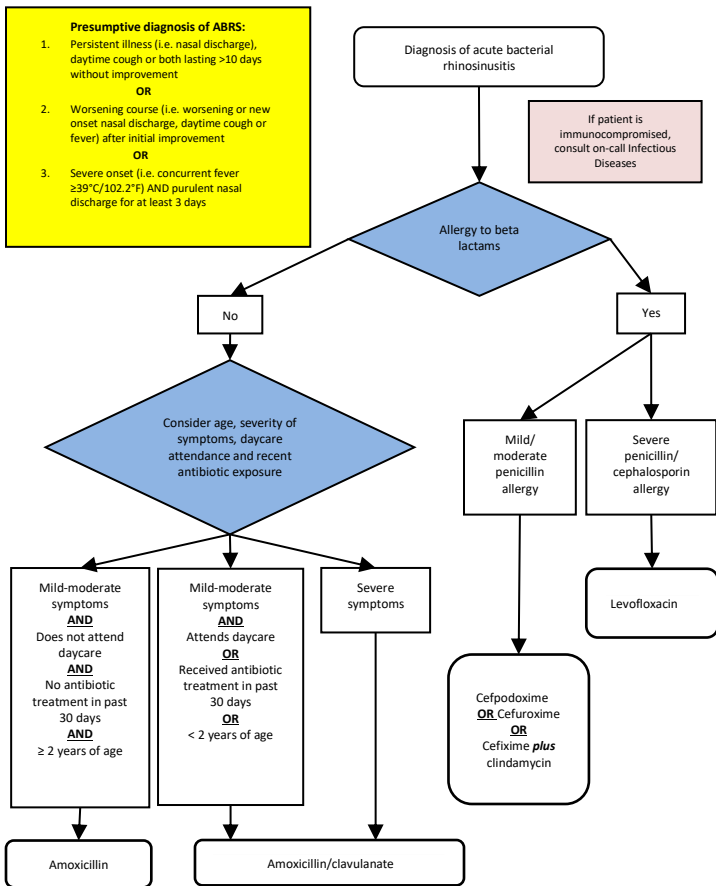 Presumptive diagnosis of ABRS:
1. Persistent illness (i.e. nasal discharge),
daytime cough or both lasting >10 days
without improvement
OR
2. Worsening course (i.e. worsening or new
onset nasal discharge, daytime cough or
fever) after initial improvement
OR
3. Severe onset (i.e. concurrent fever
≥39°C/102.2°F) AND purulent nasal
discharge for at least 3 days
Diagnosis of acute bacterial
rhinosinusitis
If patient is
immunocompromised,
consult on-call Infectious
Diseases
Allergy to beta
lactams
No
Yes
Consider age, severity of
symptoms, daycare
attendance and recent
antibiotic exposure
Mild/
moderate
penicillin
allergy
Severe
penicillin/
cephalosporin
allergy
Mild-moderate
symptoms
AND
Does not attend
daycare
AND
No antibiotic
treatment in past
30 days
AND
≥ 2 years of age
Mild-moderate
symptoms
AND
Attends daycare
OR
Received antibiotic
treatment in past
30 days
OR
< 2 years of age
Severe
symptoms
Levofloxacin
Cefpodoxime
OR Cefuroxime
OR
Cefixime plus
clindamycin
Amoxicillin
Amoxicillin/clavulanate